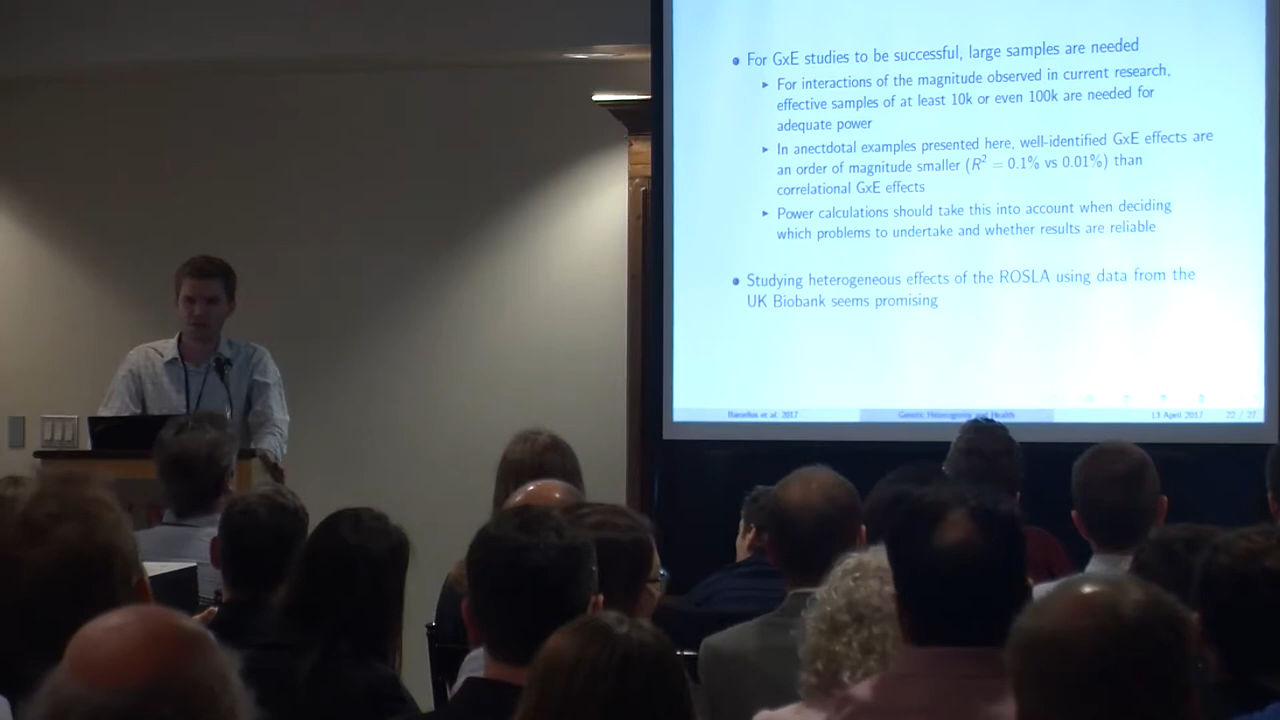 For GxE studies to be successful, large samples are needed
For interactions of the magnitude observed in current research,
effective samples of at least 10k or even 100k are needed for
adequate power
In anectdotal examples presented here, well-identified GxE effects are
an order of magnitude smaller (R² = 0.1% vs 0.01%) than
correlational GxE effects
Power calculations should take this into account when deciding
which problems to undertake and whether results are reliable
Studying heterogeneous effects of the ROSLA using data from the
UK Biobank seems promising
et al. 2017 Genetic Heterogeneity and Health 13 April 2017 22 / 27